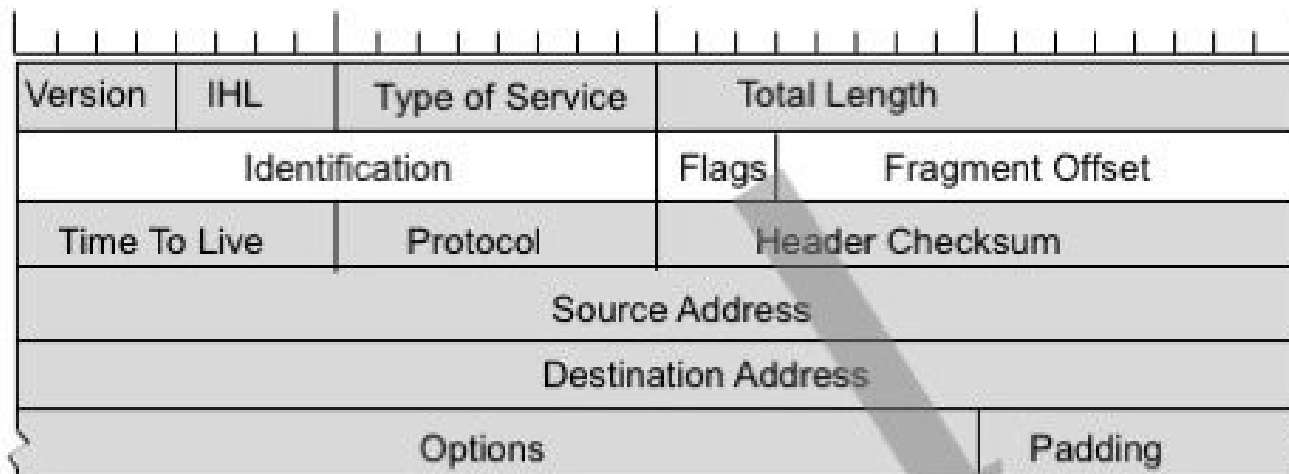 Version IHL Type of Service Total Length
Identification Flags Fragment Offset
Time To Live Protocol Header Checksum
Source Address
Destination Address
Options Padding